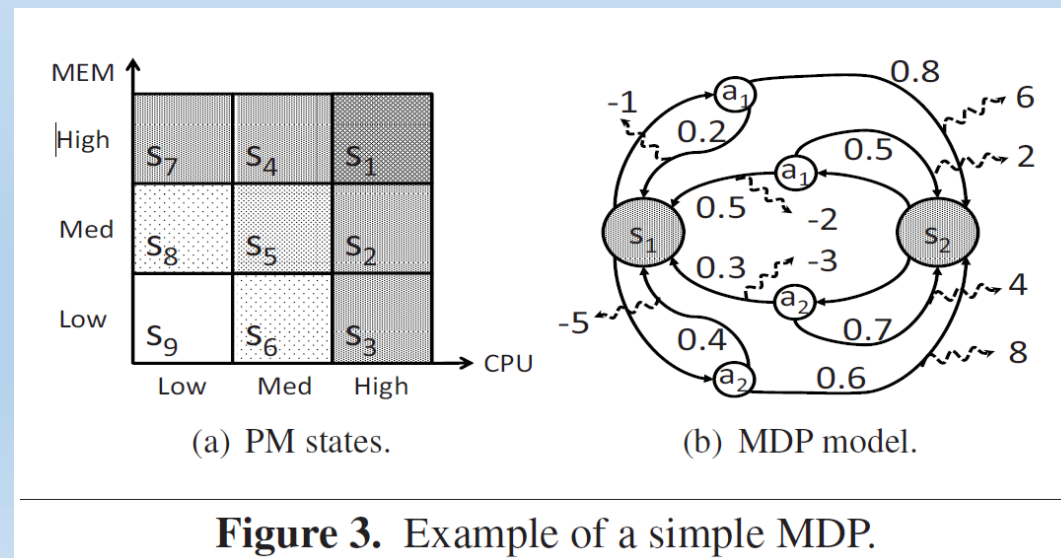 MEM
High
Med
Low
S7 S4 S1
S8 S5 S2
S9 S6 S3
CPU
Low Med High
(a) PM states.
0.8
a1
-1
6
0.2
0.5
2
a1
0.5
-2
S1
S2
0.3
-3
a2
4
-5
0.4
0.7
8
a2
0.6
(b) MDP model.
Figure 3. Example of a simple MDP.